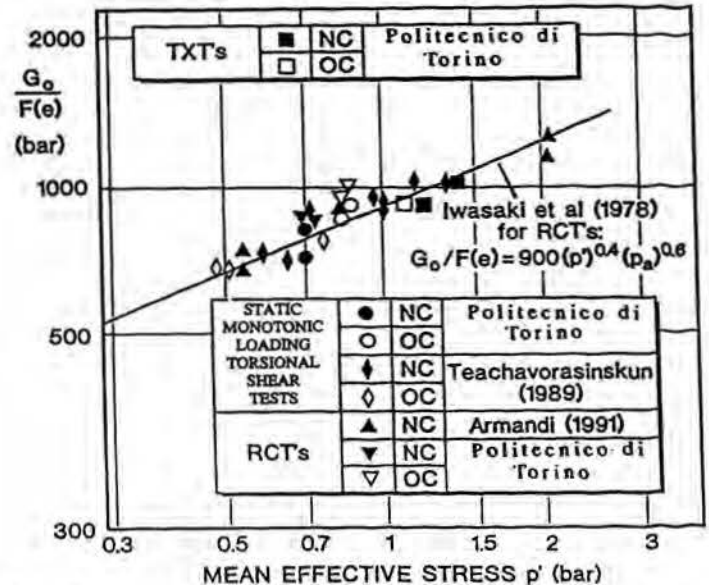 2000
TXT's NC Politecnico di
OC Torino
G₀
F(e)
(bar)
1000
Iwasaki et al (1978)
for RCT's:
G₀/F(e)=900(p')^0.4(pₐ)^0.6
STATIC
MONOTONIC
LOADING
TORSIONAL
SHEAR
TESTS
NC Politecnico di
OC Torino
NC Teachavorasinskun
OC (1989)
500
RCT's
NC Armandi (1991)
NC Politecnico di
OC Torino
300
0.3 0.5 0.7 1 1.5 2 3
MEAN EFFECTIVE STRESS p' (bar)